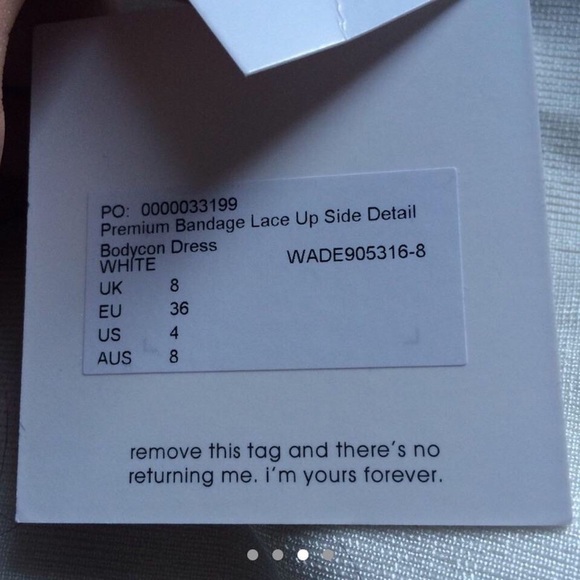 PO: 0000033199
Premium Bandage Lace Up Side Detail
Bodycon Dress
WHITE WADE905316-8
UK 8
EU 36
US 4
AUS 8
remove this tag and there's no
returning me. i'm yours forever.